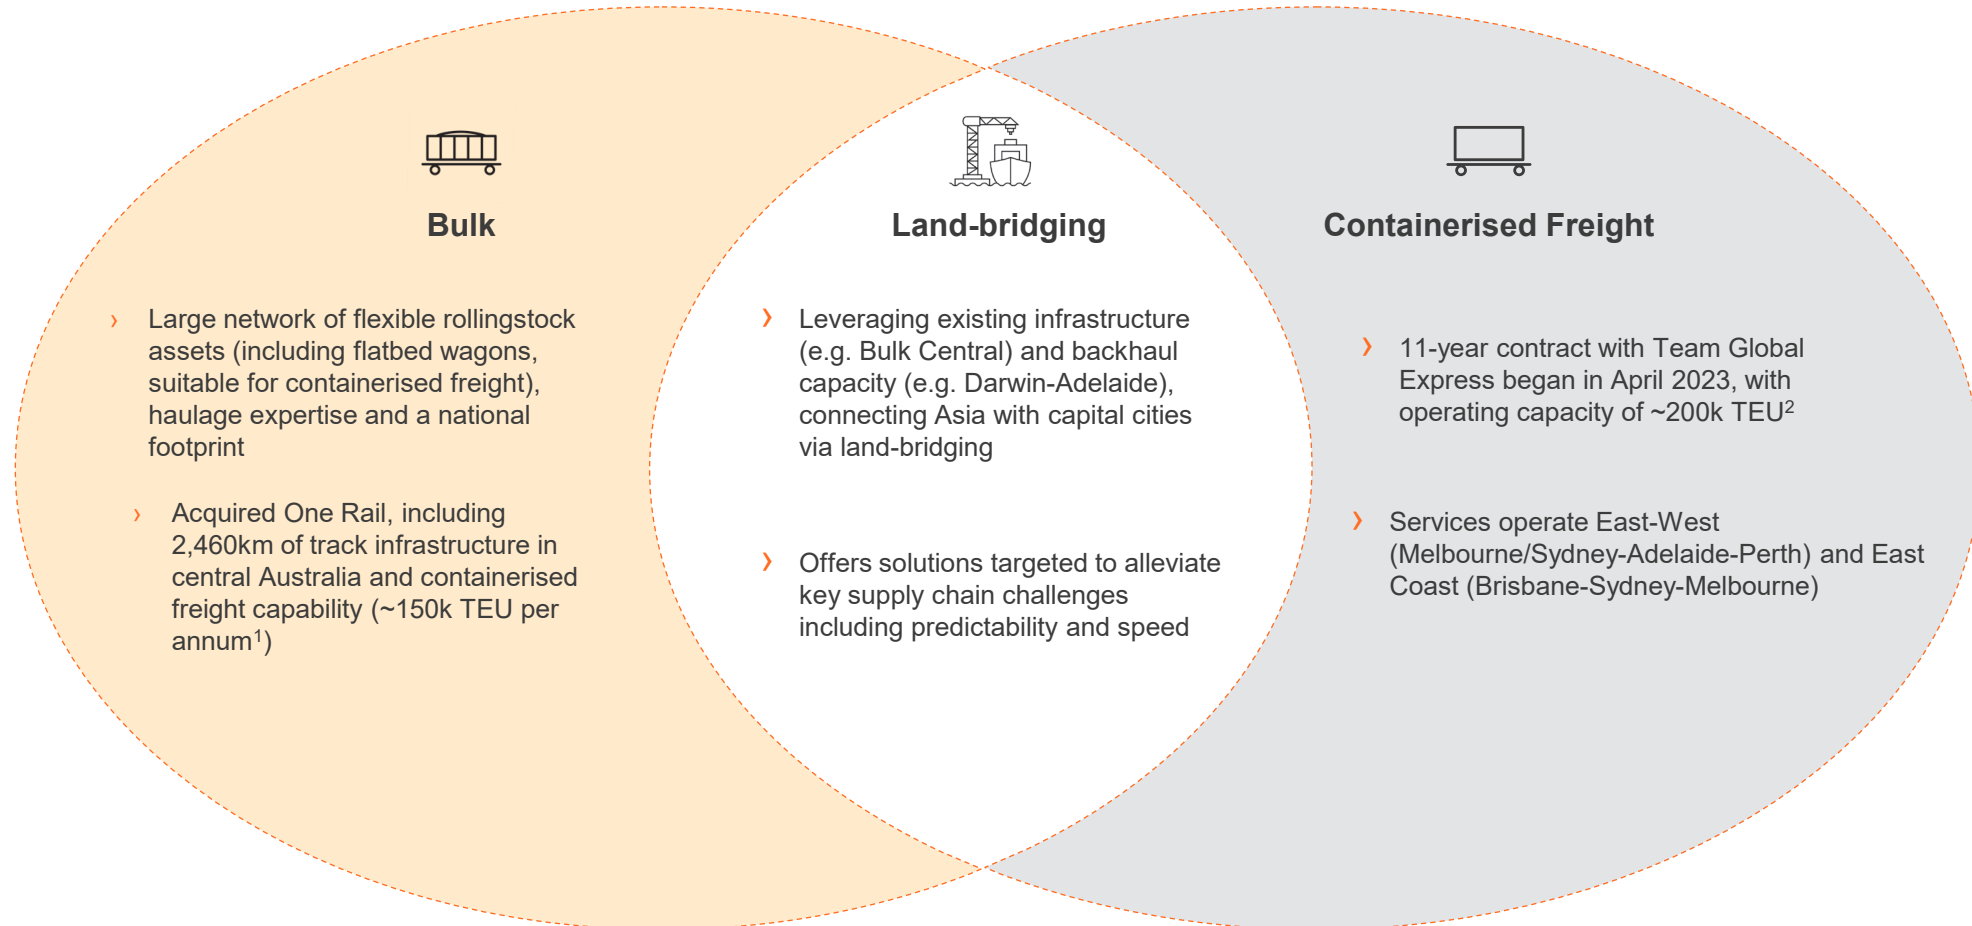 Bulk
Large network of flexible rollingstock
assets (including flatbed wagons,
suitable for containerised freight),
haulage expertise and a national
footprint
Acquired One Rail, including
2,460km of track infrastructure in
central Australia and containerised
freight capability (~150k TEU per
annum¹)
Land-bridging
Leveraging existing infrastructure
(e.g. Bulk Central) and backhaul
capacity (e.g. Darwin-Adelaide),
connecting Asia with capital cities
via land-bridging
Offers solutions targeted to alleviate
key supply chain challenges
including predictability and speed
Containerised Freight
11-year contract with Team Global
Express began in April 2023, with
operating capacity of ~200k TEU²
Services operate East-West
(Melbourne/Sydney-Adelaide-Perth) and East
Coast (Brisbane-Sydney-Melbourne)